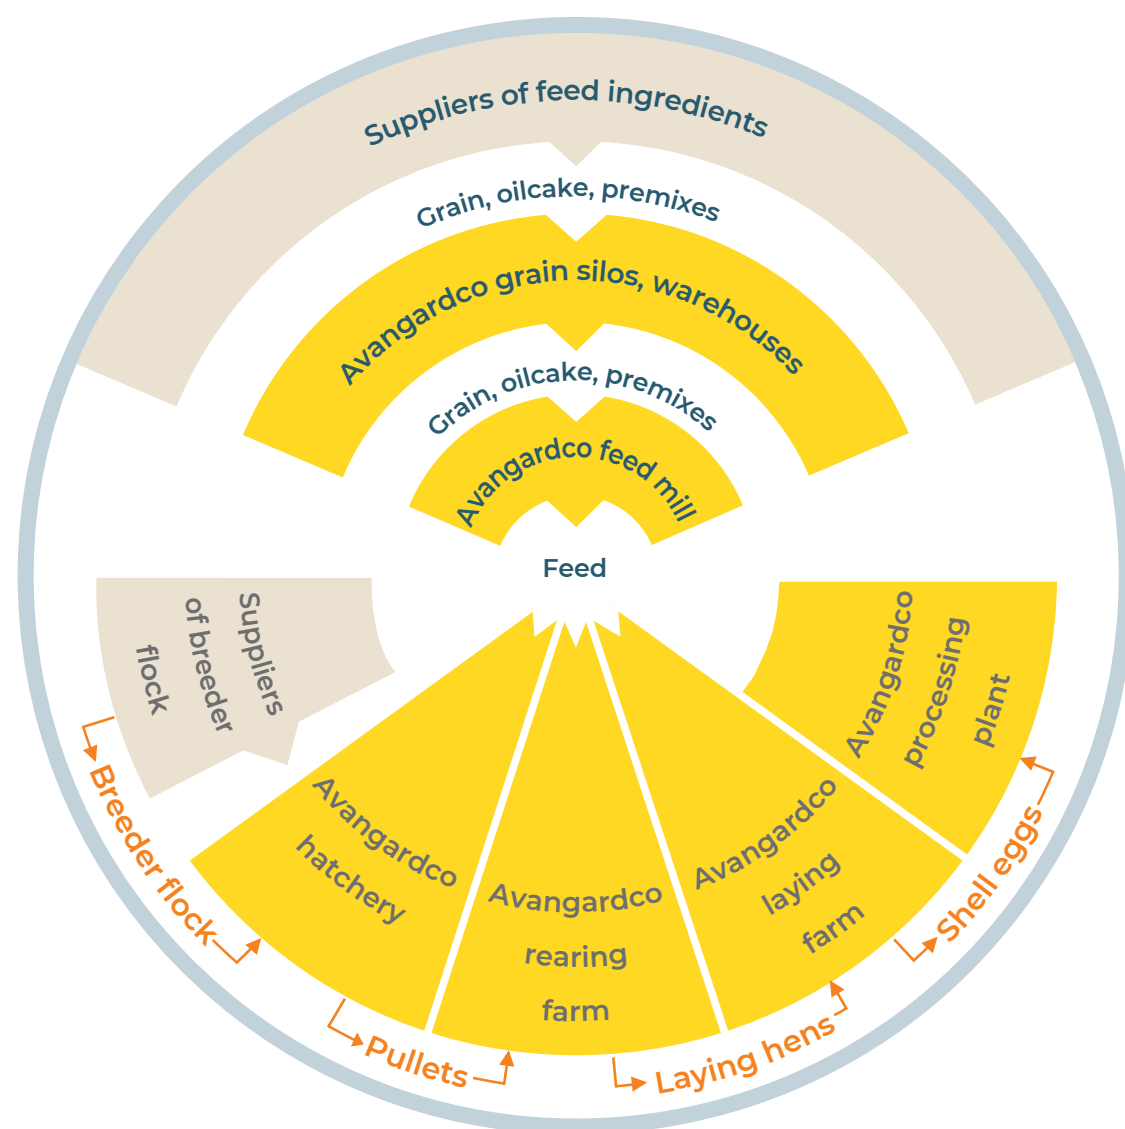 Suppliers of feed ingredients
Grain, oilcake, premixes
Avangardco grain silos, warehouses
Grain, oilcake, premixes
Avangardco feed mill
Feed
Suppliers
of breeder
flock
Breeder flock
Avangardco
hatchery
Pullets
Avangardco
rearing
farm
Laying hens
Avangardco
laying
farm
Shell eggs
Avangardco
processing
plant